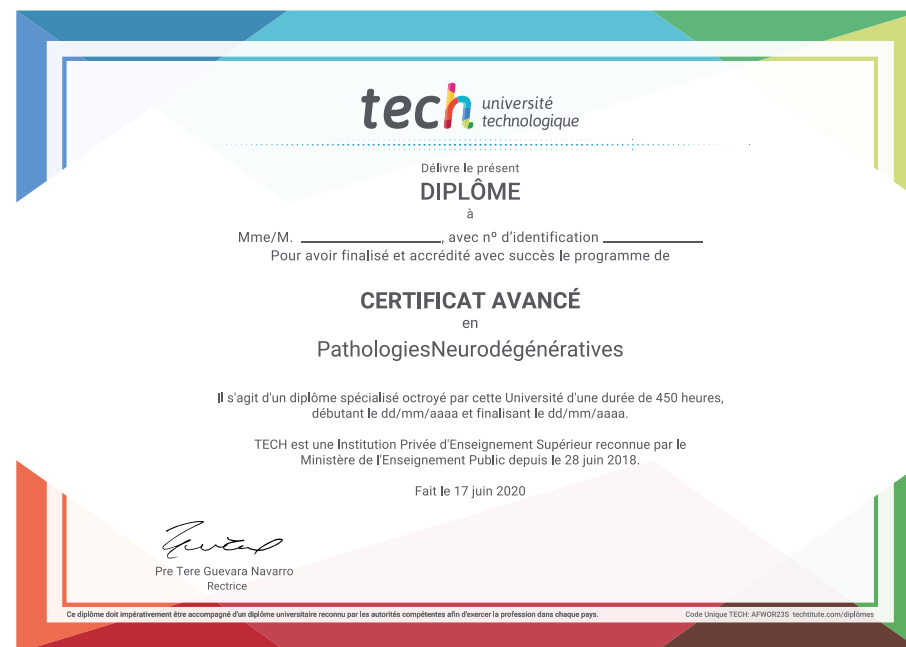 tech université
technologique
Délivre le présent
DIPLÔME
à
Mme/M. ____________________, avec nº d'identification ______________
Pour avoir finalisé et accrédité avec succès le programme de
CERTIFICAT AVANCÉ
en
PathologiesNeurodégénératives
Il s'agit d'un diplôme spécialisé octroyé par cette Université d'une durée de 450 heures,
débutant le dd/mm/aaaa et finalisant le dd/mm/aaaa.
TECH est une Institution Privée d'Enseignement Supérieur reconnue par le
Ministère de l'Enseignement Public depuis le 28 juin 2018.
Fait le 17 juin 2020
Pre Tere Guevara Navarro
Rectrice
Ce diplôme doit impérativement être accompagné d'un diplôme universitaire reconnu par les autorités compétentes afin d'exercer la profession dans chaque pays.
Code Unique TECH: AFWOR23S techtitute.com/diplômes